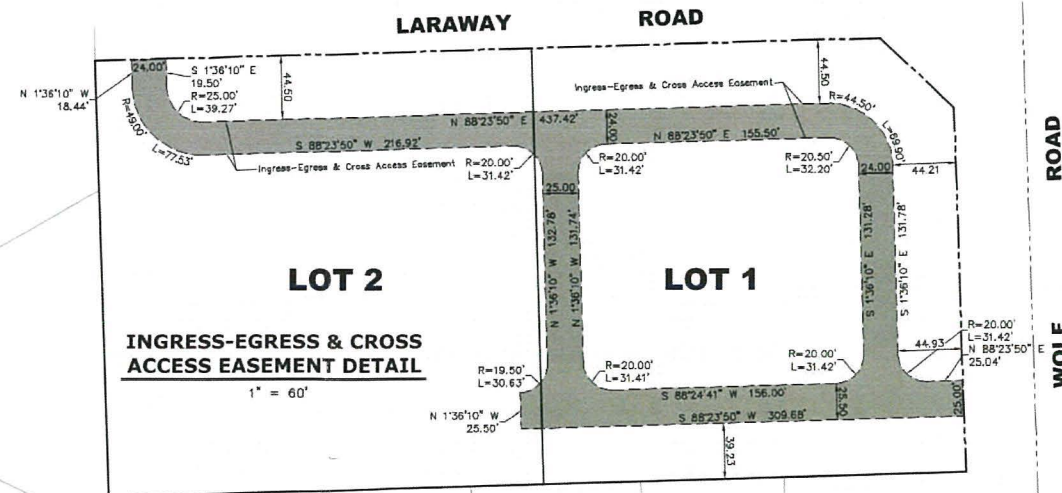 LARAWAY ROAD
24.00'
S 1°36'10" E
19.50'
N 1°36'10" W
18.44'
R=25.00'
L=39.27'
R=49.00'
L=77.53'
44.50
N 88°23'50" E 437.42'
S 88°23'50" W 216.92'
Ingress-Egress & Cross Access Easement
R=20.00'
L=31.42'
24.00
R=20.00'
L=31.42'
Ingress-Egress & Cross Access Easement
N 88°23'50" E 155.50'
44.50
R=44.50'
L=69.90'
R=20.50'
L=32.20'
24.00
44.21
ROAD
25.00
N 1°36'10" W 132.78'
N 1°36'10" W 131.74'
S 1°36'10" E 131.28'
S 1°36'10" E 131.78'
LOT 2
LOT 1
INGRESS-EGRESS & CROSS
ACCESS EASEMENT DETAIL
1" = 60'
R=19.50'
L=30.63'
R=20.00'
L=31.41'
R=20.00'
L=31.42'
44.93
R=20.00'
L=31.42'
N 88°23'50" E
25.04'
WOLF
N 1°36'10" W
25.50'
S 88°24'41" W 156.00'
S 88°23'50" W 309.68'
25.50
25.00
39.23